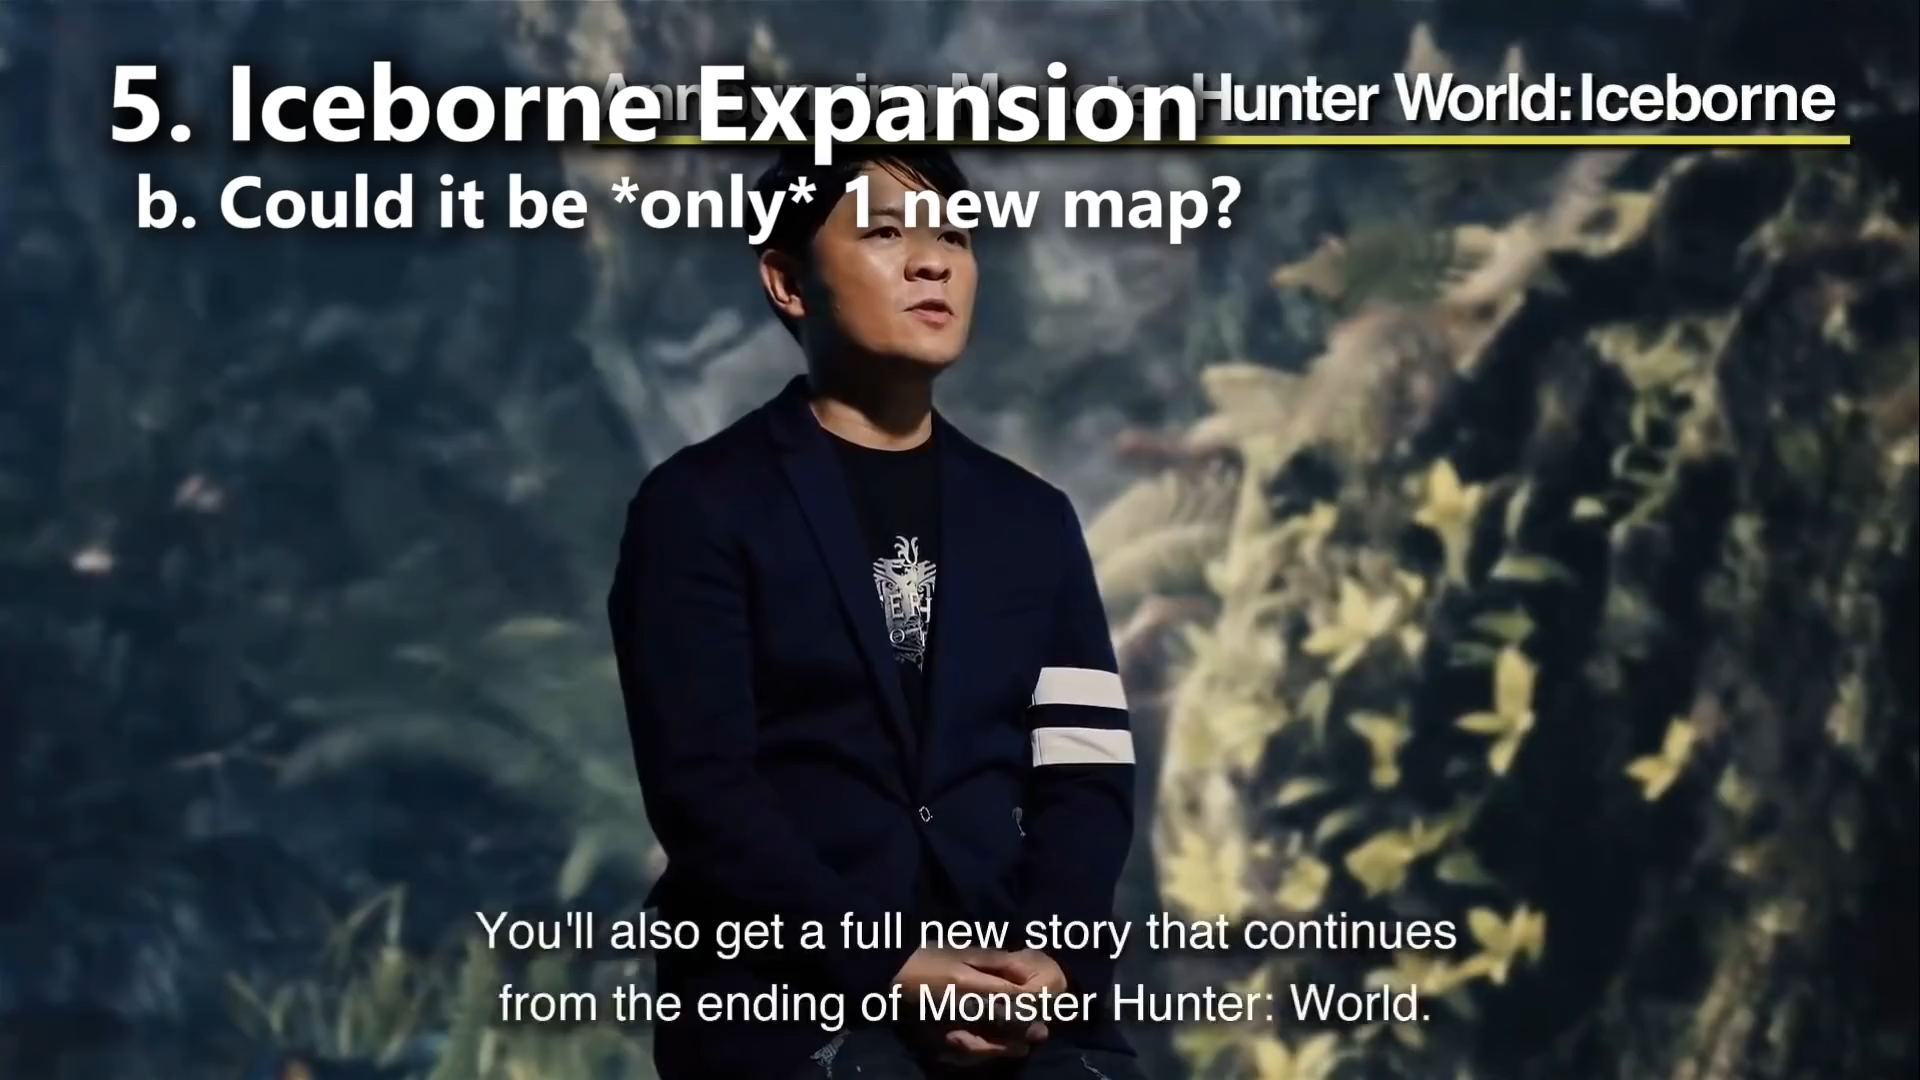 5. Iceborne Expansion
Hunter World: Iceborne
b. Could it be *only* 1 new map?
You'll also get a full new story that continues
from the ending of Monster Hunter: World.